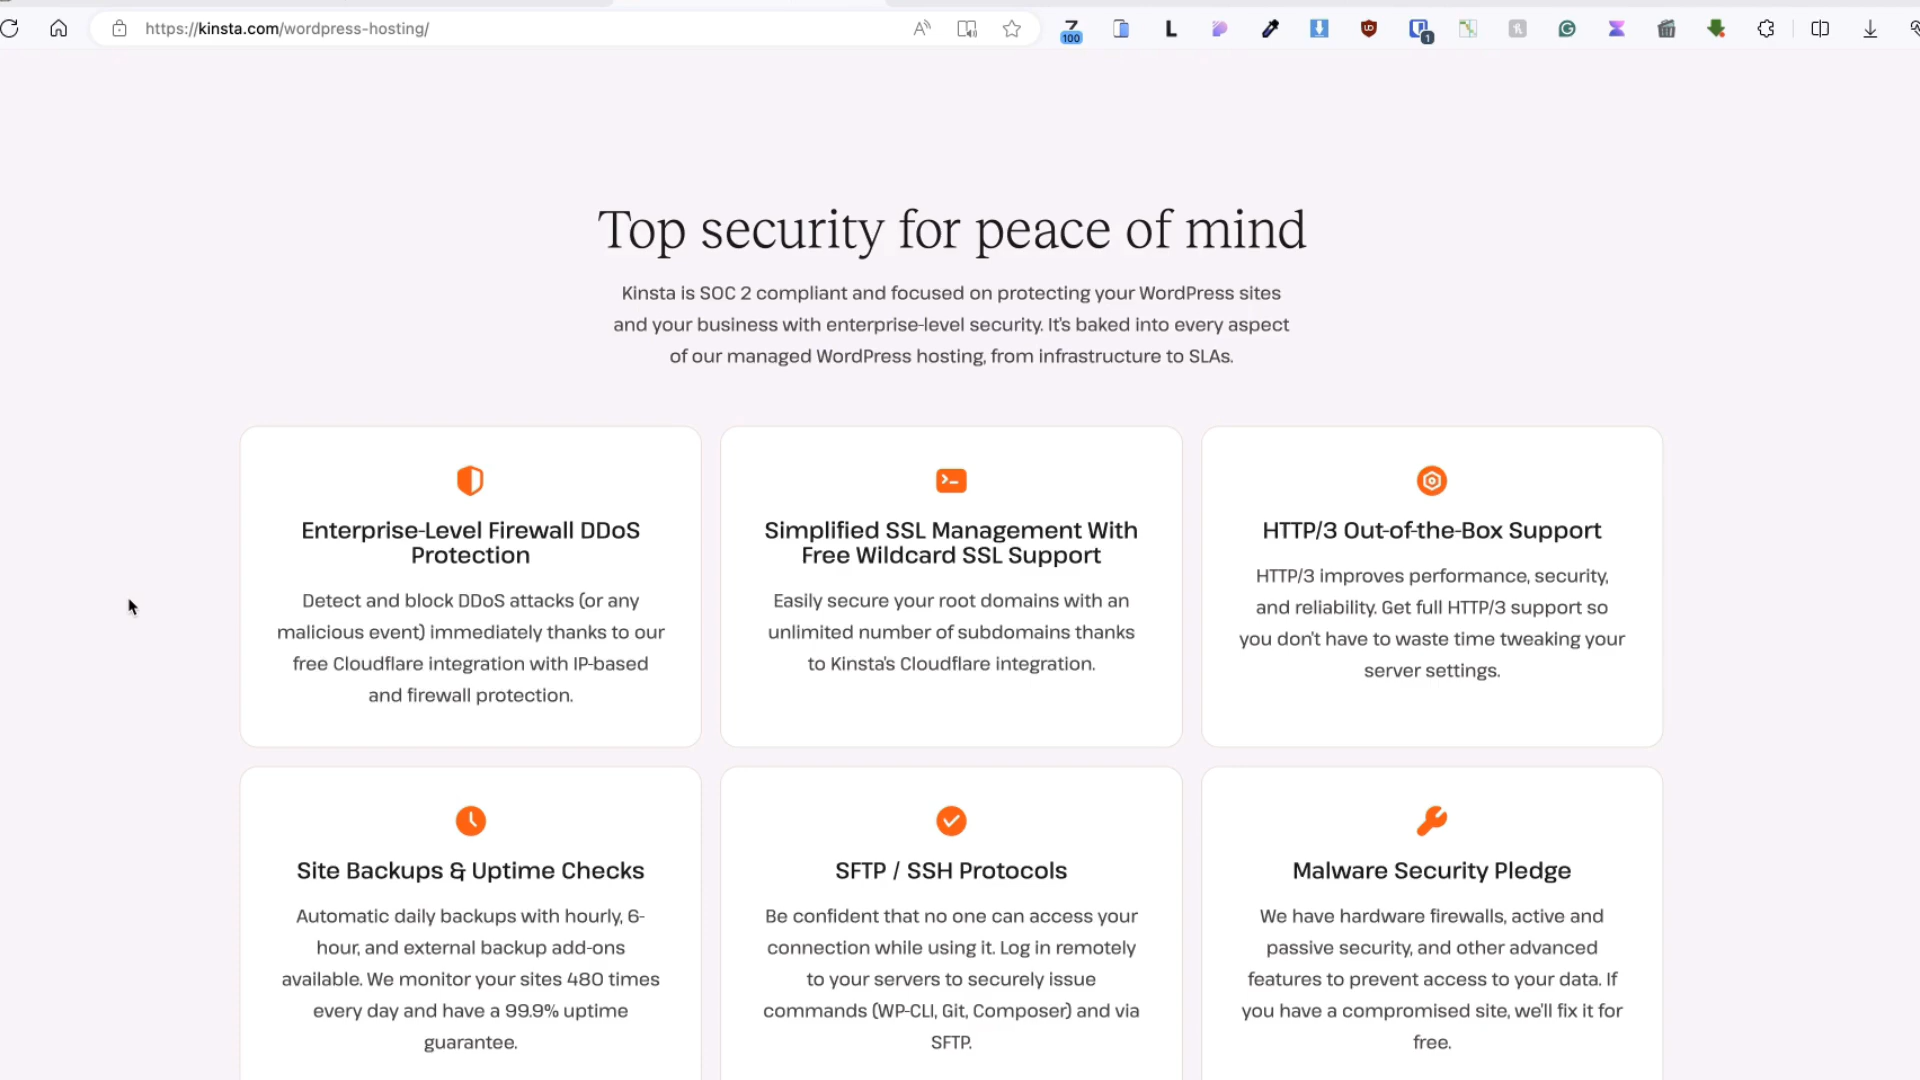 https://kinsta.com/wordpress-hosting/
100
L
1
Top security for peace of mind
Kinsta is SOC 2 compliant and focused on protecting your WordPress sites
and your business with enterprise-level security. It's baked into every aspect
of our managed WordPress hosting, from infrastructure to SLAs.
Enterprise-Level Firewall DDoS
Protection
Detect and block DDoS attacks (or any
malicious event) immediately thanks to our
free Cloudflare integration with IP-based
and firewall protection.
Simplified SSL Management With
Free Wildcard SSL Support
Easily secure your root domains with an
unlimited number of subdomains thanks
to Kinsta's Cloudflare integration.
HTTP/3 Out-of-the-Box Support
HTTP/3 improves performance, security,
and reliability. Get full HTTP/3 support so
you don't have to waste time tweaking your
server settings.
Site Backups & Uptime Checks
Automatic daily backups with hourly, 6-
hour, and external backup add-ons
available. We monitor your sites 480 times
every day and have a 99.9% uptime
guarantee.
SFTP / SSH Protocols
Be confident that no one can access your
connection while using it. Log in remotely
to your servers to securely issue
commands (WP-CLI, Git, Composer) and via
SFTP.
Malware Security Pledge
We have hardware firewalls, active and
passive security, and other advanced
features to prevent access to your data. If
you have a compromised site, we'll fix it for
free.